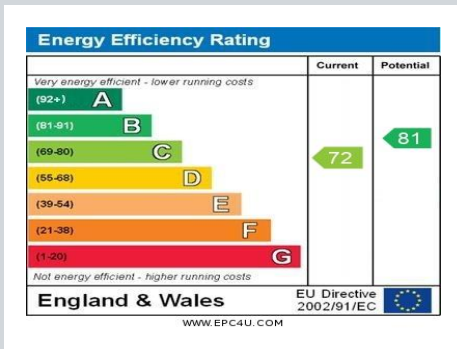 Energy Efficiency Rating
Current Potential
Very energy efficient - lower running costs
(92+) A
(81-91) B
(69-80) C
(55-68) D
(39-54) E
(21-38) F
(1-20) G
72
81
Not energy efficient - higher running costs
England & Wales
EU Directive
2002/91/EC
WWW.EPC4U.COM